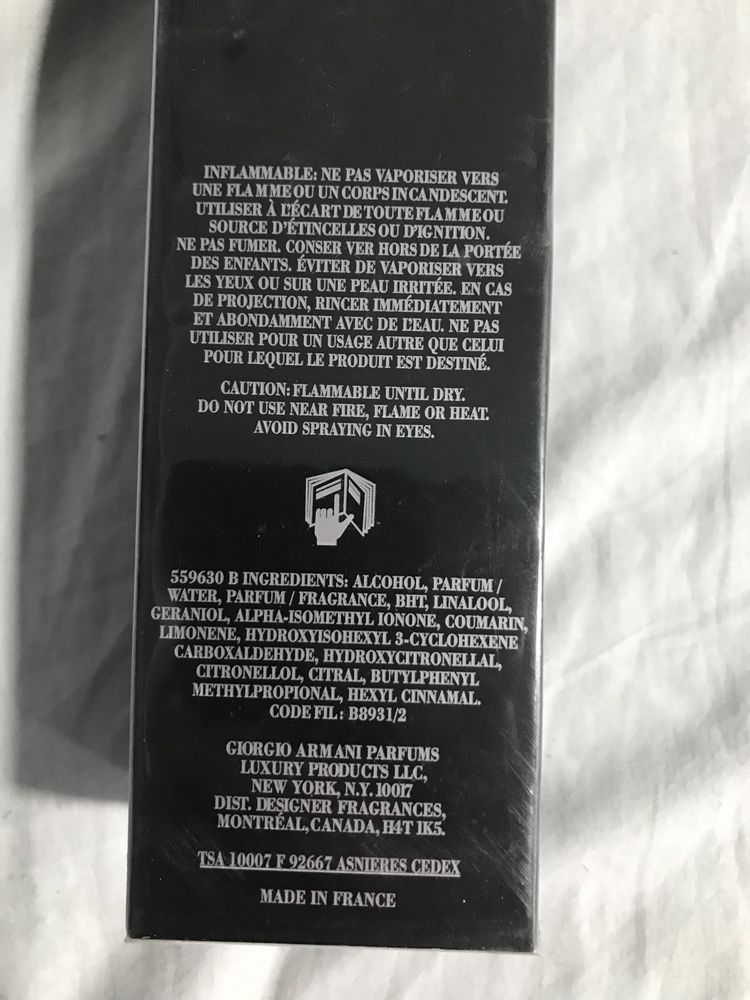 INFLAMMABLE: NE PAS VAPORISER VERS
UNE FLAMME OU UN CORPS INCANDESCENT.
UTILISER À L'ÉCART DE TOUTE FLAMME OU
SOURCE D'ÉTINCELLES OU D'IGNITION.
NE PAS FUMER. CONSERVER HORS DE LA PORTÉE
DES ENFANTS. ÉVITER DE VAPORISER VERS
LES YEUX OU SUR UNE PEAU IRRITÉE. EN CAS
DE PROJECTION, RINCER IMMÉDIATEMENT
ET ABONDAMMENT AVEC DE L'EAU. NE PAS
UTILISER POUR UN USAGE AUTRE QUE CELUI
POUR LEQUEL LE PRODUIT EST DESTINÉ.
CAUTION: FLAMMABLE UNTIL DRY.
DO NOT USE NEAR FIRE, FLAME OR HEAT.
AVOID SPRAYING IN EYES.
559630 B INGREDIENTS: ALCOHOL, PARFUM /
WATER, PARFUM / FRAGRANCE, BHT, LINALOOL,
GERANIOL, ALPHA-ISOMETHYL IONONE, COUMARIN,
LIMONENE, HYDROXYISOHEXYL 3-CYCLOHEXENE
CARBOXALDEHYDE, HYDROXYCITRONELLAL,
CITRONELLOL, CITRAL, BUTYLPHENYL
METHYLPROPIONAL, HEXYL CINNAMAL.
CODE FIL : B8931/2
GIORGIO ARMANI PARFUMS
LUXURY PRODUCTS LLC,
NEW YORK, N.Y. 10017
DIST. DESIGNER FRAGRANCES,
MONTRÉAL, CANADA, H4T 1K5.
TSA 10007 F 92667 ASNIERES CEDEX
MADE IN FRANCE